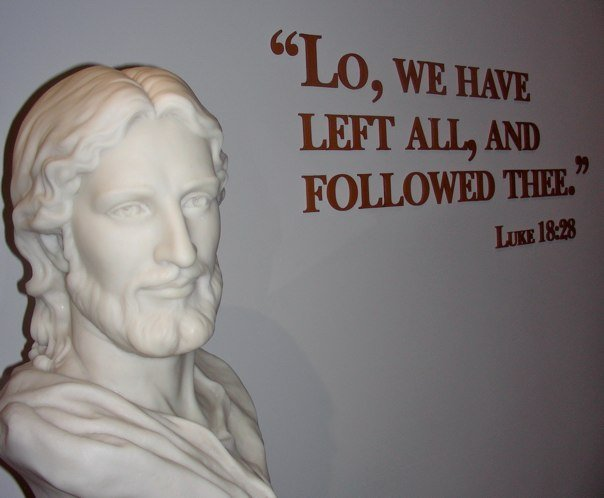 “Lo, we have
left all, and
followed thee.”
Luke 18:28